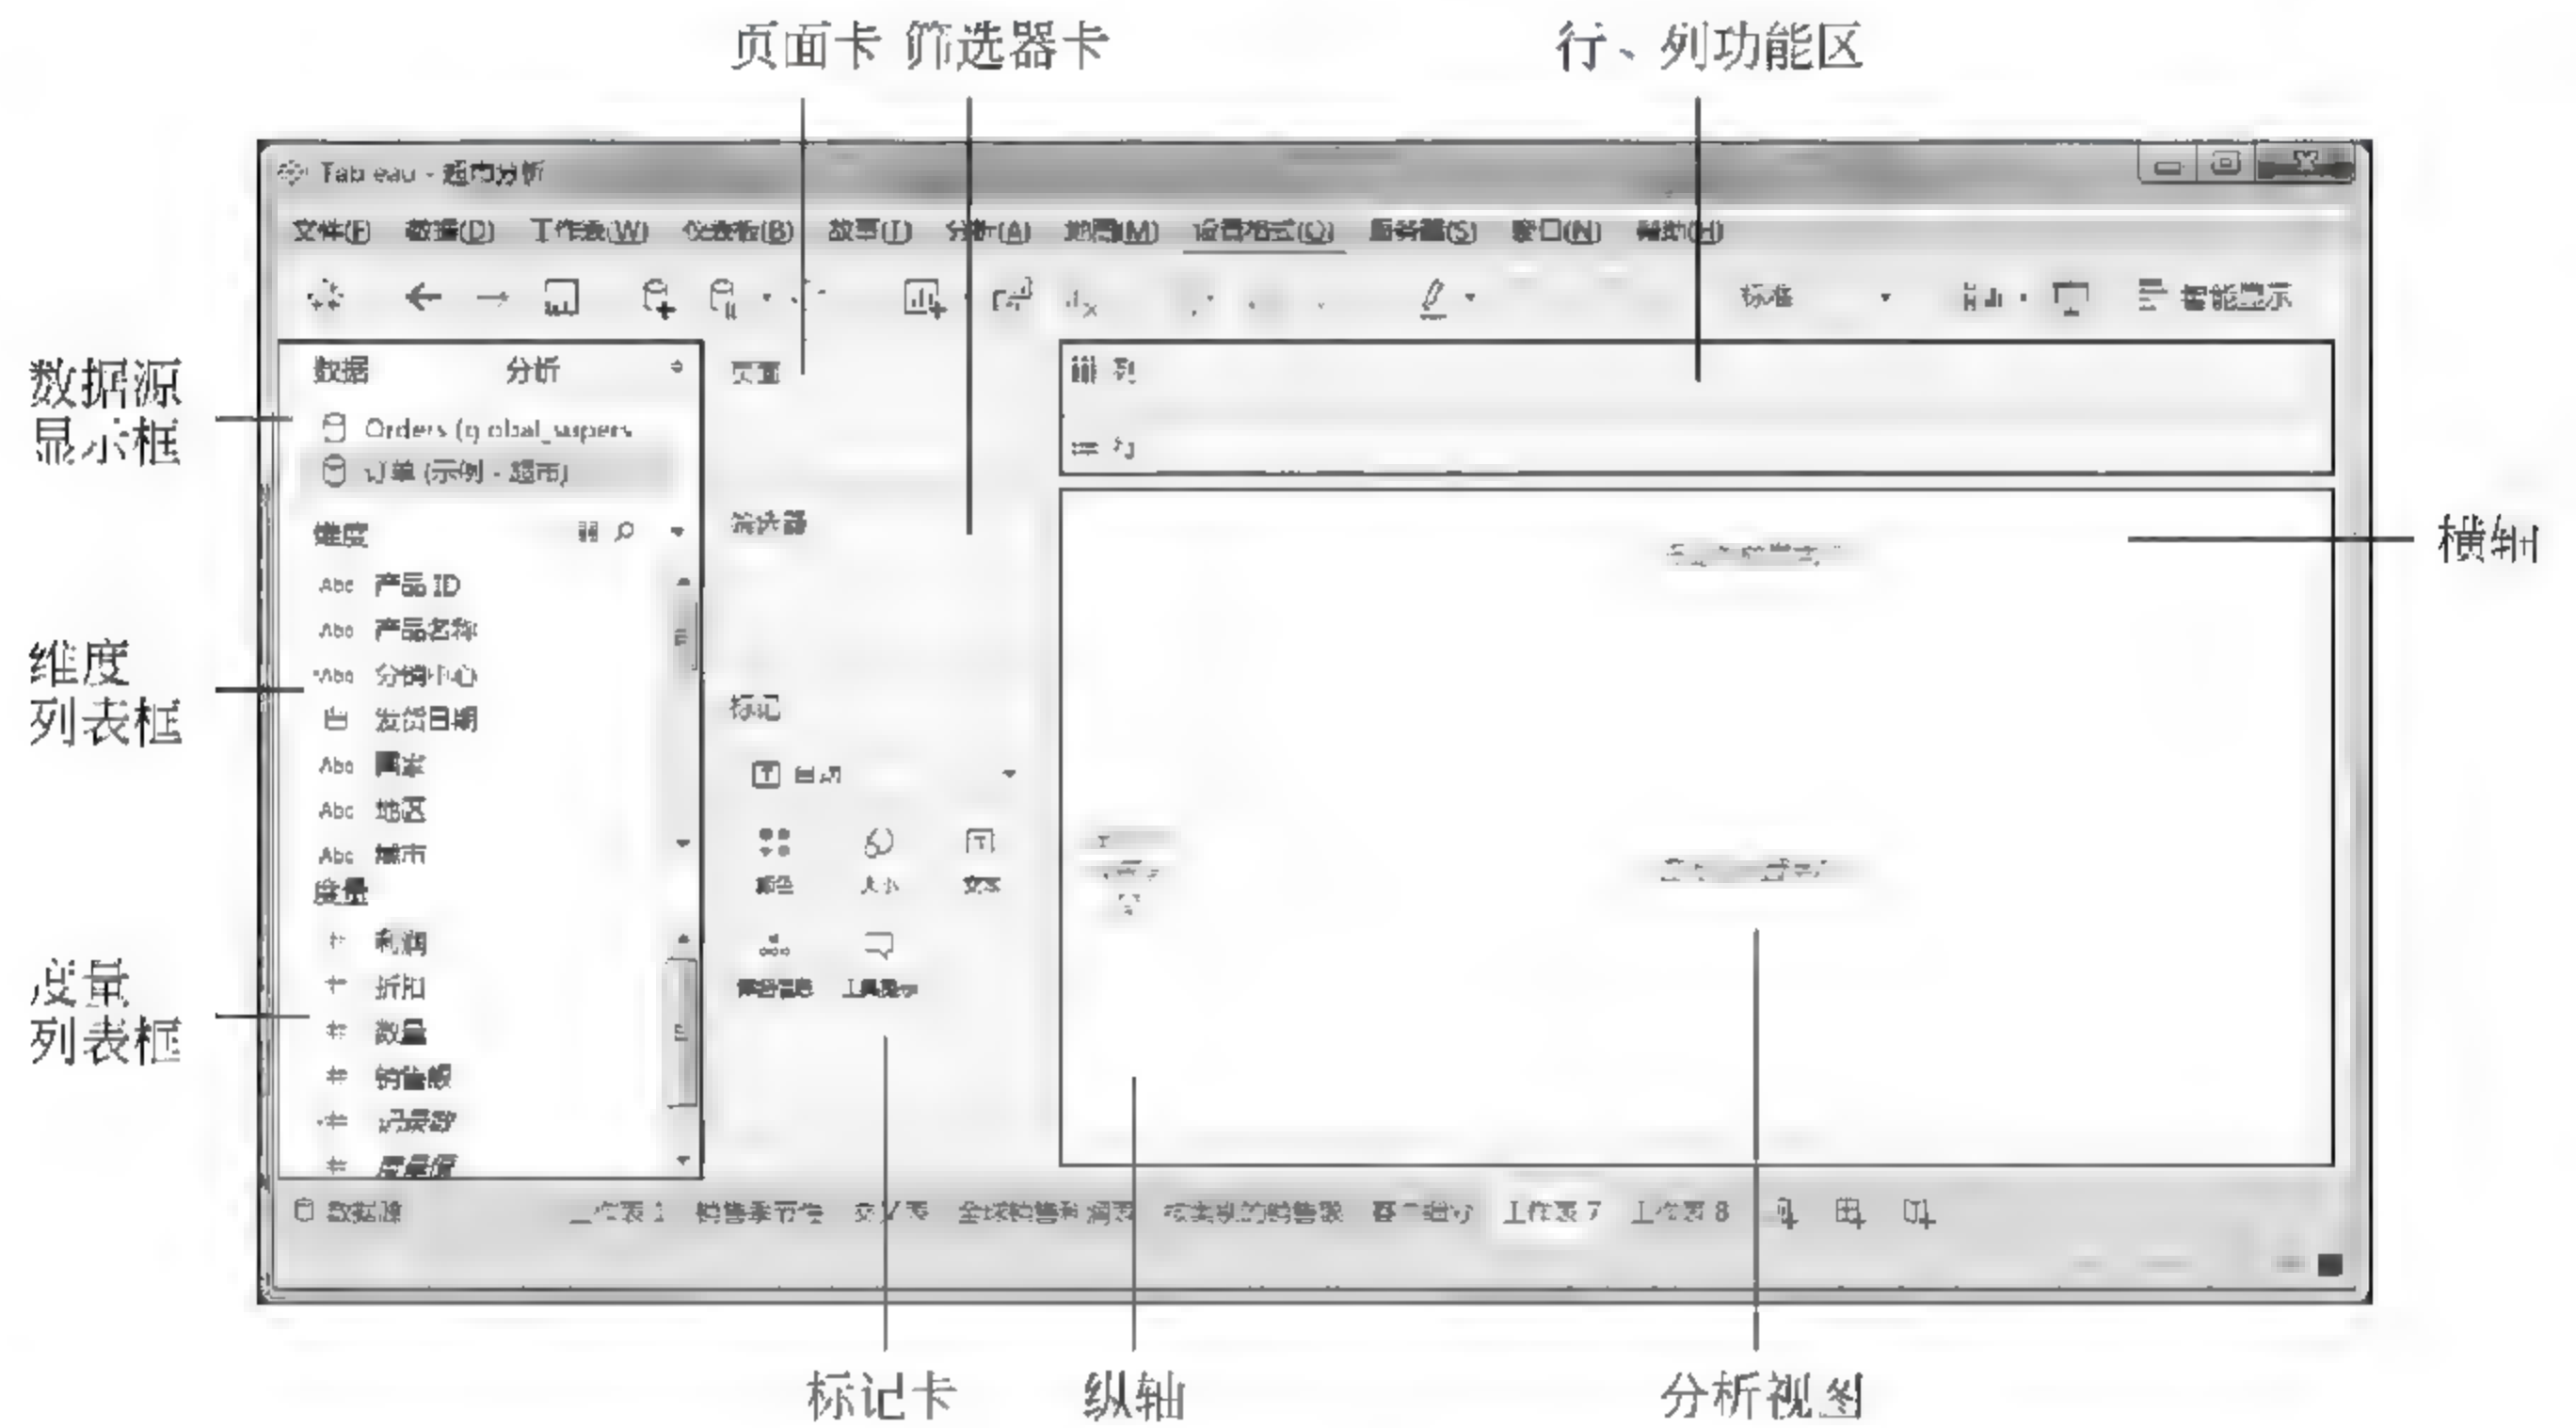 页面卡 筛选器卡 行、列功能区
Tableau - 超市分析
文件(F) 数据(D) 工作表(W) 仪表板(B) 故事(T) 分析(A) 地图(M) 设置格式(O) 服务器(S) 窗口(N) 帮助(H)
标准 智能显示
数据源
显示框
数据 分析
Orders (global_supers
订单 (示例 - 超市)
维度
列表框
维度
Abc 产品 ID
Abc 产品名称
Abc 分销中心
发货日期
Abc 国家
Abc 地区
Abc 城市
度量
列表框
度量
利润
折扣
数量
销售额
记录数
度量值
页面
筛选器
标记
自动
颜色 大小 文本
详细信息 工具提示
列
行
横轴
数据源 工作表 销售季节性 交叉表 工作表 7 工作表 8
标记卡 纵轴 分析视图